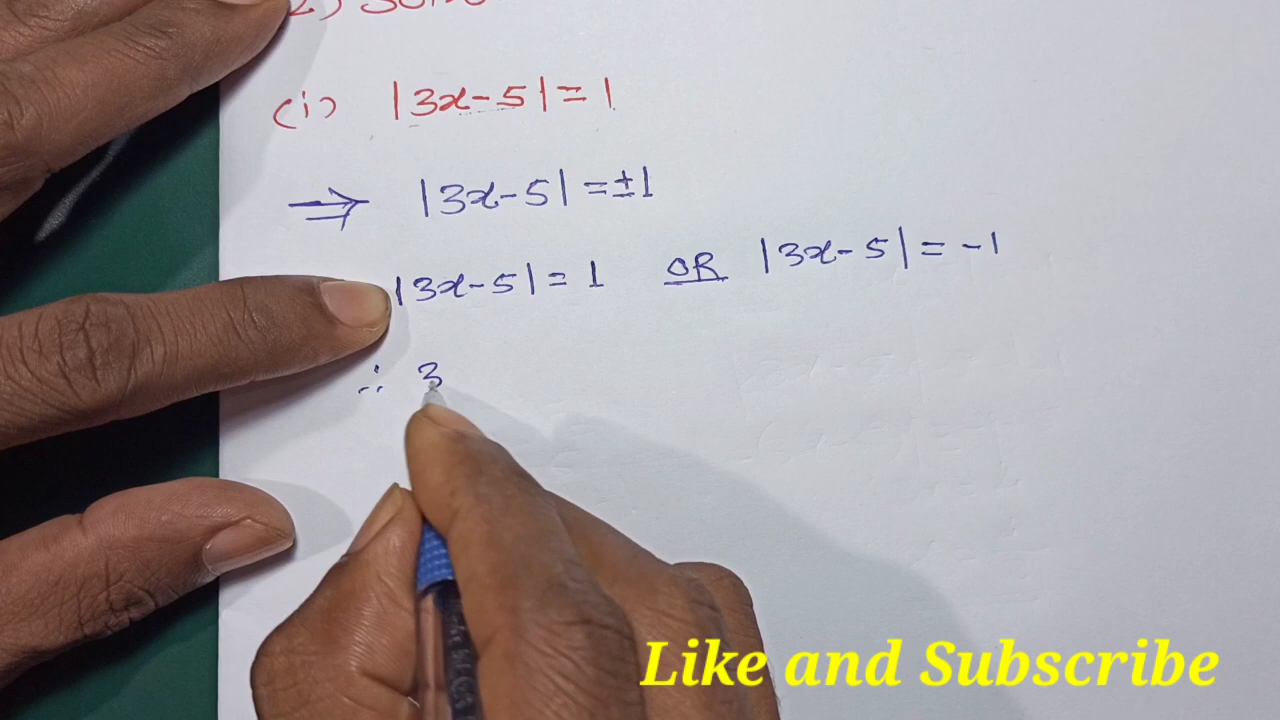 (i) |3x-5|=1
⇒ |3x-5|=±1
|3x-5|=1 OR |3x-5|=-1
∴ 3
Like and Subscribe